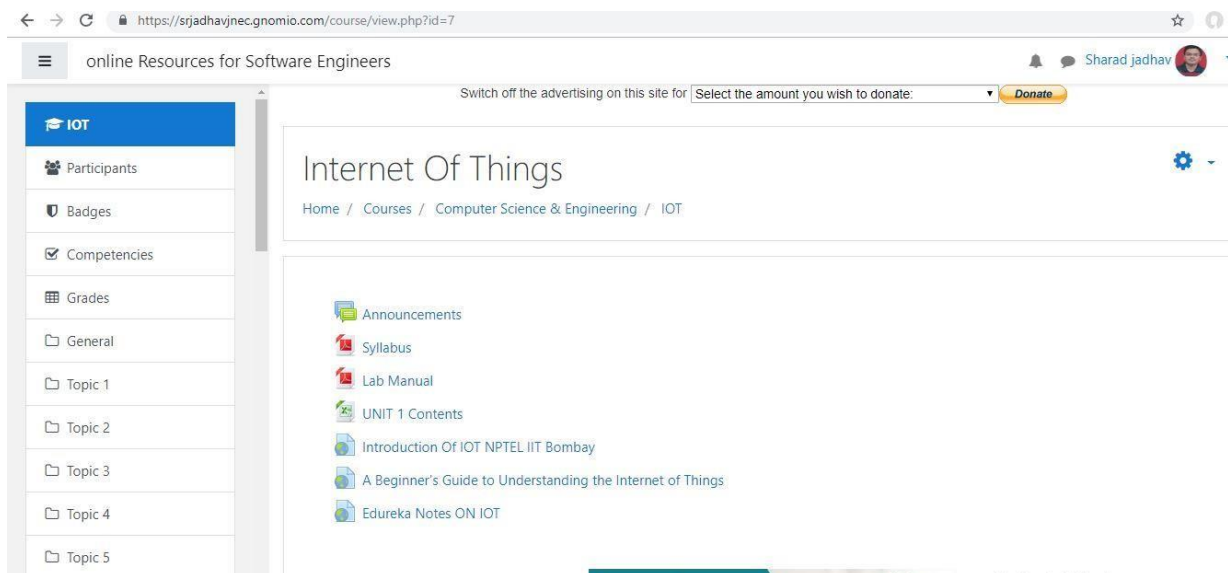 https://srjadhavjnec.gnomio.com/course/view.php?id=7
online Resources for Software Engineers
Sharad jadhav
Switch off the advertising on this site for Select the amount you wish to donate: Donate
IOT
Participants
Badges
Competencies
Grades
General
Topic 1
Topic 2
Topic 3
Topic 4
Topic 5
Internet Of Things
Home / Courses / Computer Science & Engineering / IOT
Announcements
Syllabus
Lab Manual
UNIT 1 Contents
Introduction Of IOT NPTEL IIT Bombay
A Beginner's Guide to Understanding the Internet of Things
Edureka Notes ON IOT